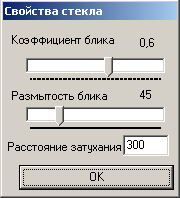 Свойства стекла
Коэффициент блика 0,6
Размытость блика 45
Расстояние затухания 300
OK